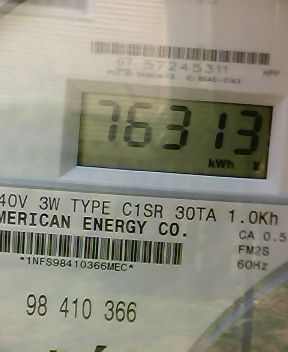 07 57245311
76313
kWh
40V 3W TYPE C1SR 30TA 1.0Kh
MERICAN ENERGY CO.
CA 0.5
FM2S
60Hz
*1NFS98410366MEC*
98 410 366